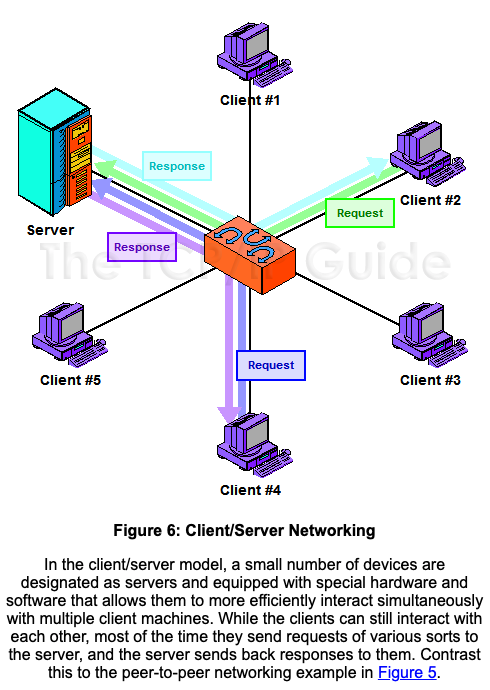 Client #1
Response
Client #2
Request
Server
Response
The TCP/IP Guide
Client #5
Request
Client #3
Client #4
Figure 6: Client/Server Networking
In the client/server model, a small number of devices are
designated as servers and equipped with special hardware and
software that allows them to more efficiently interact simultaneously
with multiple client machines. While the clients can still interact with
each other, most of the time they send requests of various sorts to
the server, and the server sends back responses to them. Contrast
this to the peer-to-peer networking example in Figure 5.